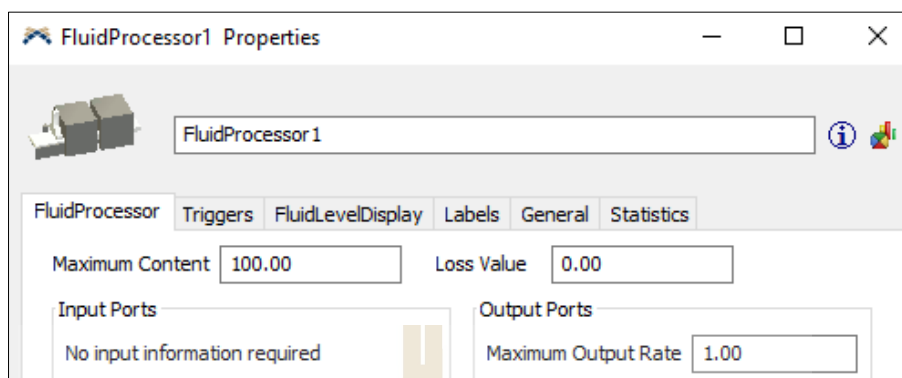 FluidProcessor1 Properties
FluidProcessor1
FluidProcessor Triggers FluidLevelDisplay Labels General Statistics
Maximum Content 100.00 Loss Value 0.00
Input Ports Output Ports
No input information required Maximum Output Rate 1.00